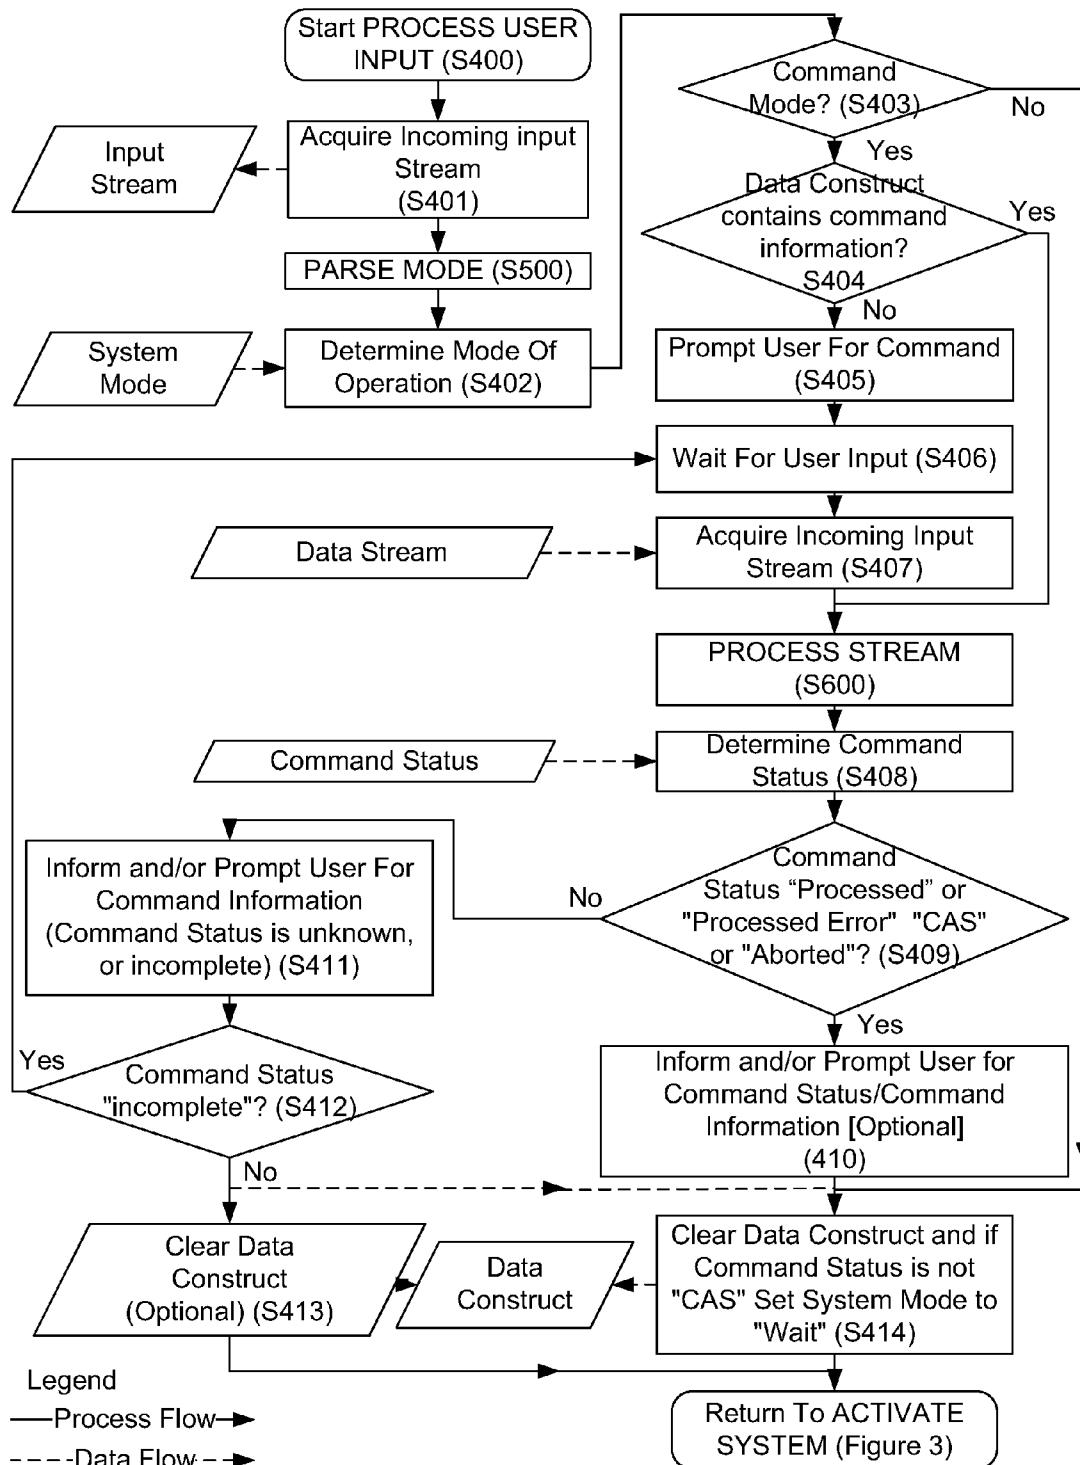 Start PROCESS USER
INPUT (S400)
Acquire Incoming input
Stream
(S401)
Input
Stream
PARSE MODE (S500)
System
Mode
Determine Mode Of
Operation (S402)
Command
Mode? (S403)
No
Yes
Data Construct
contains command
information?
S404
Yes
No
Prompt User For Command
(S405)
Wait For User Input (S406)
Data Stream
Acquire Incoming Input
Stream (S407)
PROCESS STREAM
(S600)
Command Status
Determine Command
Status (S408)
Command
Status “Processed” or
"Processed Error"  "CAS"
or "Aborted"? (S409)
No
Yes
Inform and/or Prompt User For
Command Information
(Command Status is unknown,
or incomplete) (S411)
Command Status
"incomplete"? (S412)
Yes
No
Inform and/or Prompt User for
Command Status/Command
Information [Optional]
(410)
Clear Data
Construct
(Optional) (S413)
Data
Construct
Clear Data Construct and if
Command Status is not
"CAS" Set System Mode to
"Wait" (S414)
Return To ACTIVATE
SYSTEM (Figure 3)
Legend
Process Flow
Data Flow